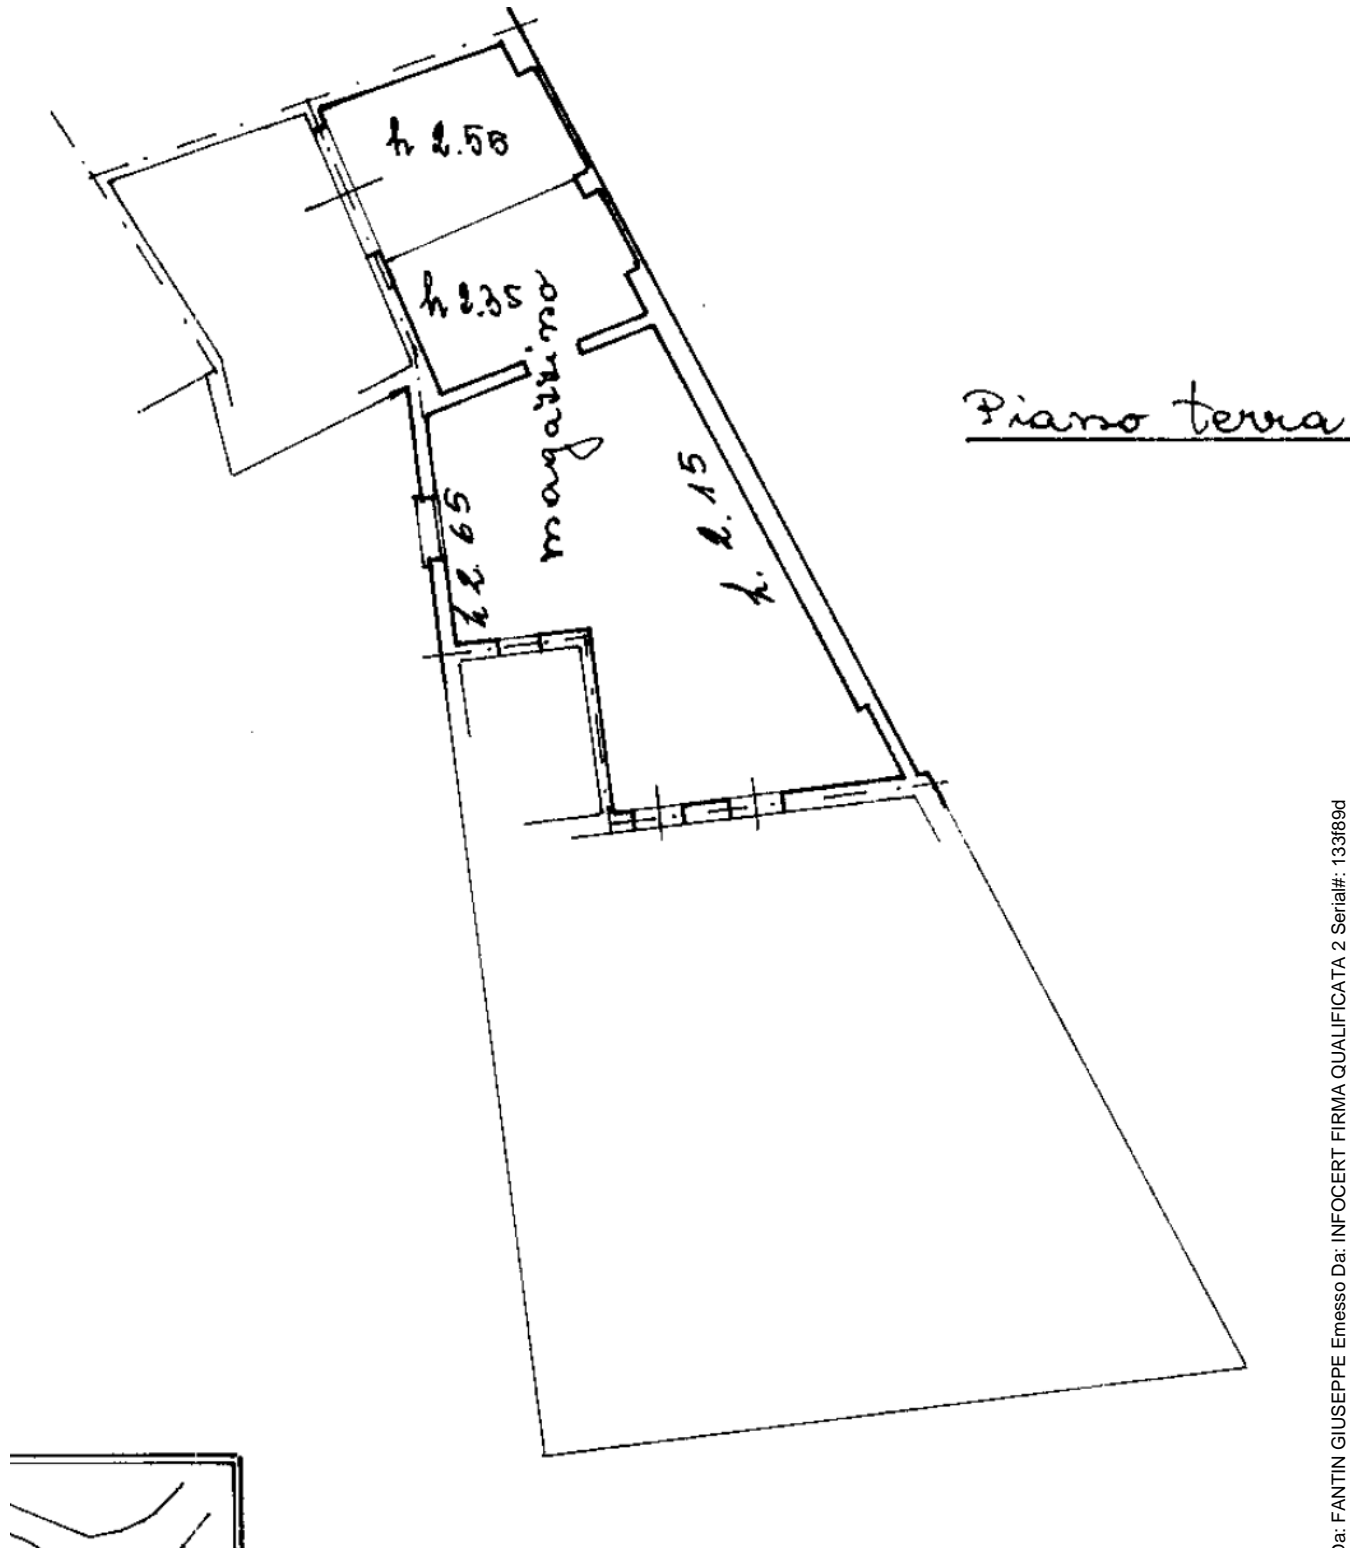 h 2.55
h 2.35
magazzino
Piano terra
h 2.65
h. 2.15
Da: FANTIN GIUSEPPE Emesso Da: INFOCERT FIRMA QUALIFICATA 2 Serial#: 133f89d